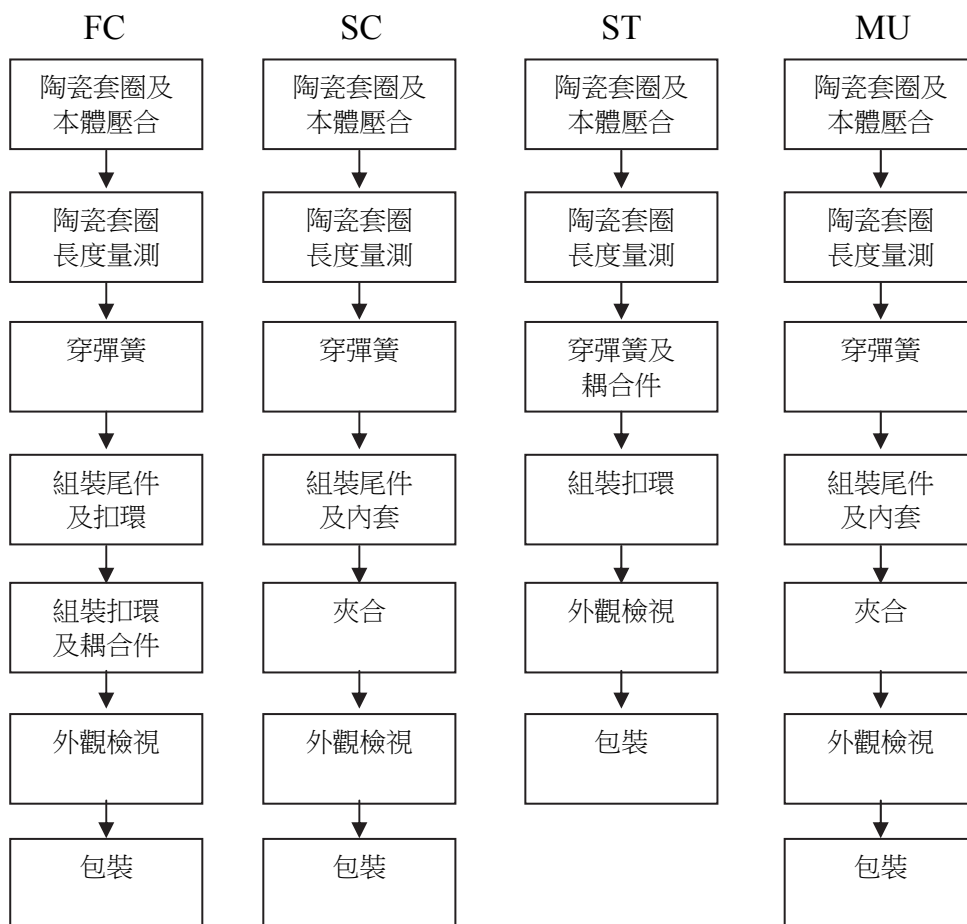 FC
陶瓷套圈及
本體壓合
陶瓷套圈
長度量測
穿彈簧
組裝尾件
及扣環
組裝扣環
及耦合件
外觀檢視
包裝
SC
陶瓷套圈及
本體壓合
陶瓷套圈
長度量測
穿彈簧
組裝尾件
及內套
夾合
外觀檢視
包裝
ST
陶瓷套圈及
本體壓合
陶瓷套圈
長度量測
穿彈簧及
耦合件
組裝扣環
外觀檢視
包裝
MU
陶瓷套圈及
本體壓合
陶瓷套圈
長度量測
穿彈簧
組裝尾件
及內套
夾合
外觀檢視
包裝